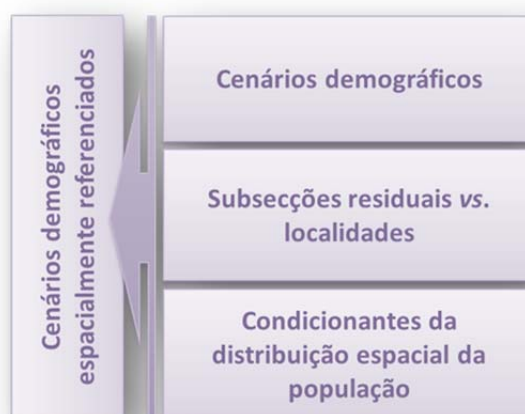 Cenários demográficos
espacialmente referenciados
Cenários demográficos
Subsecções residuais vs.
localidades
Condicionantes da
distribuição espacial da
população